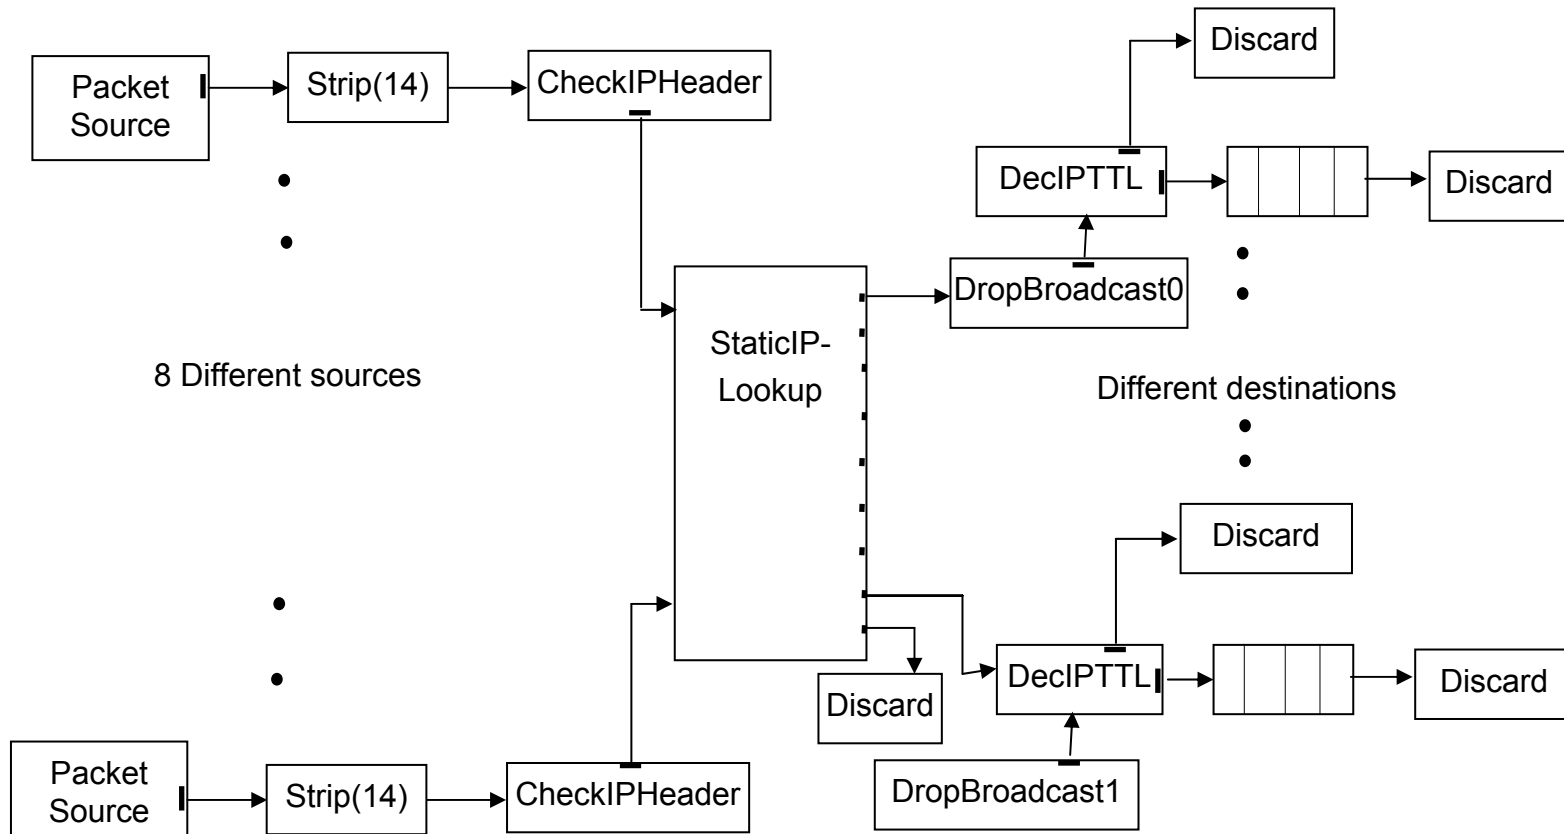 Discard
Packet
Source
Strip(14)
CheckIPHeader
DecIPTTL
Discard
DropBroadcast0
StaticIP-
Lookup
8 Different sources
Different destinations
Discard
DecIPTTL
Discard
Discard
Packet
Source
Strip(14)
CheckIPHeader
DropBroadcast1